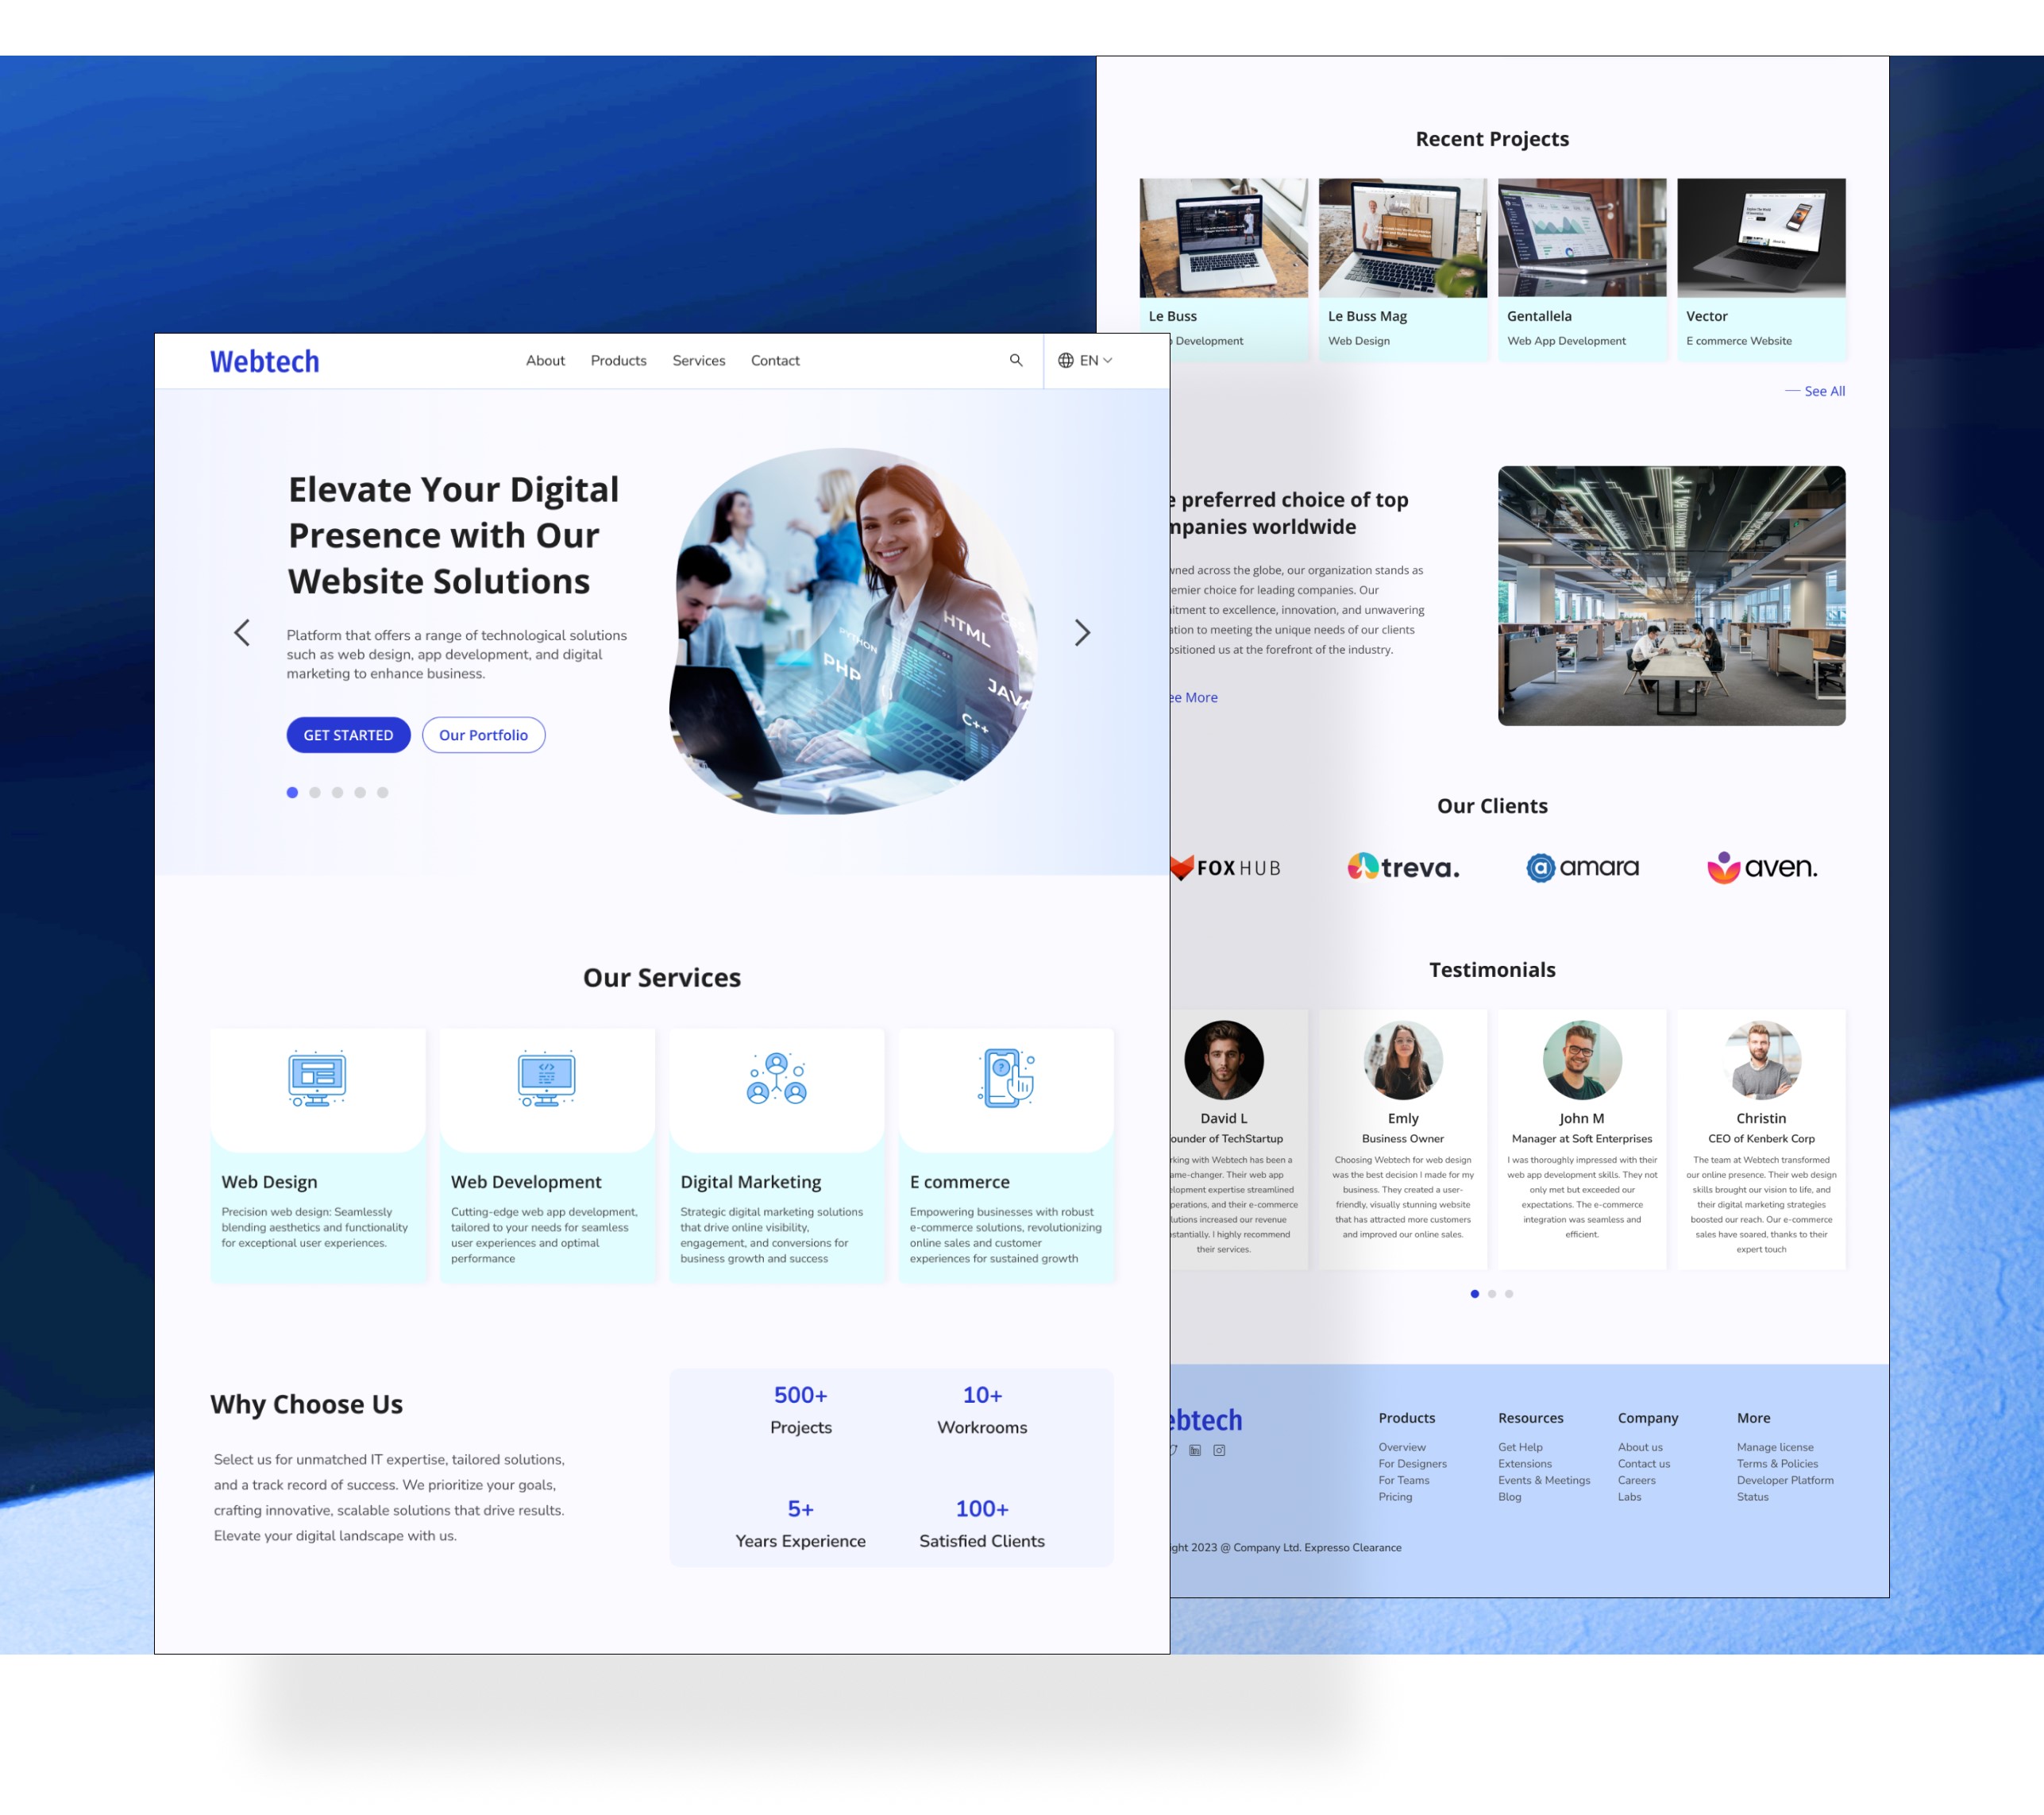 Webtech
About Products Services Contact
EN
Elevate Your Digital
Presence with Our
Website Solutions
Platform that offers a range of technological solutions
such as web design, app development, and digital
marketing to enhance business.
GET STARTED
Our Portfolio
HTML
PYTHON
PHP
JAVA
C++
Our Services
Web Design
Precision web design: Seamlessly
blending aesthetics and functionality
for exceptional user experiences.
Web Development
Cutting-edge web app development,
tailored to your needs for seamless
user experiences and optimal
performance
Digital Marketing
Strategic digital marketing solutions
that drive online visibility,
engagement, and conversions for
business growth and success
E commerce
Empowering businesses with robust
e-commerce solutions, revolutionizing
online sales and customer
experiences for sustained growth
Why Choose Us
Select us for unmatched IT expertise, tailored solutions,
and a track record of success. We prioritize your goals,
crafting innovative, scalable solutions that drive results.
Elevate your digital landscape with us.
500+
Projects
10+
Workrooms
5+
Years Experience
100+
Satisfied Clients
Recent Projects
Le Buss
Development
Le Buss Mag
Web Design
Gentallela
Web App Development
Vector
E commerce Website
See All
preferred choice of top
mpanies worldwide
wned across the globe, our organization stands as
emier choice for leading companies. Our
itment to excellence, innovation, and unwavering
ation to meeting the unique needs of our clients
ositioned us at the forefront of the industry.
ee More
Our Clients
FOXHUB
treva.
a amara
aven.
Testimonials
David L
ounder of TechStartup
rking with Webtech has been a
ame-changer. Their web app
elopment expertise streamlined
perations, and their e-commerce
lutions increased our revenue
stantially. I highly recommend
their services.
Emly
Business Owner
Choosing Webtech for web design
was the best decision I made for my
business. They created a user-
friendly, visually stunning website
that has attracted more customers
and improved our online sales.
John M
Manager at Soft Enterprises
I was thoroughly impressed with their
web app development skills. They not
only met but exceeded our
expectations. The e-commerce
integration was seamless and
efficient.
Christin
CEO of Kenberk Corp
The team at Webtech transformed
our online presence. Their web design
skills brought our vision to life, and
their digital marketing strategies
boosted our reach. Our e-commerce
sales have soared, thanks to their
expert touch
ebtech
Products
Overview
For Designers
For Teams
Pricing
Resources
Get Help
Extensions
Events & Meetings
Blog
Company
About us
Contact us
Careers
Labs
More
Manage license
Terms & Policies
Developer Platform
Status
ight 2023 @ Company Ltd. Expresso Clearance